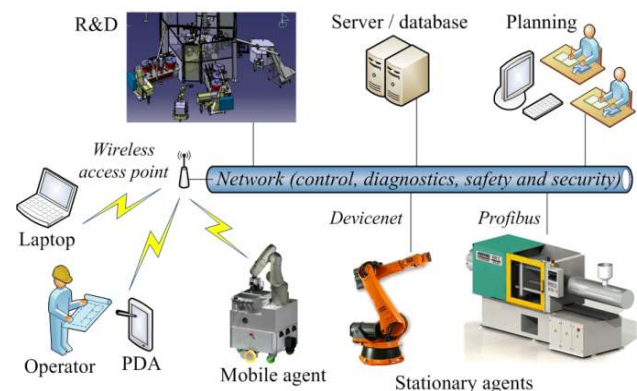 R&D
Server / database
Planning
Wireless
access point
Network (control, diagnostics, safety and security)
Devicenet
Profibus
Laptop
Operator
PDA
Mobile agent
Stationary agents